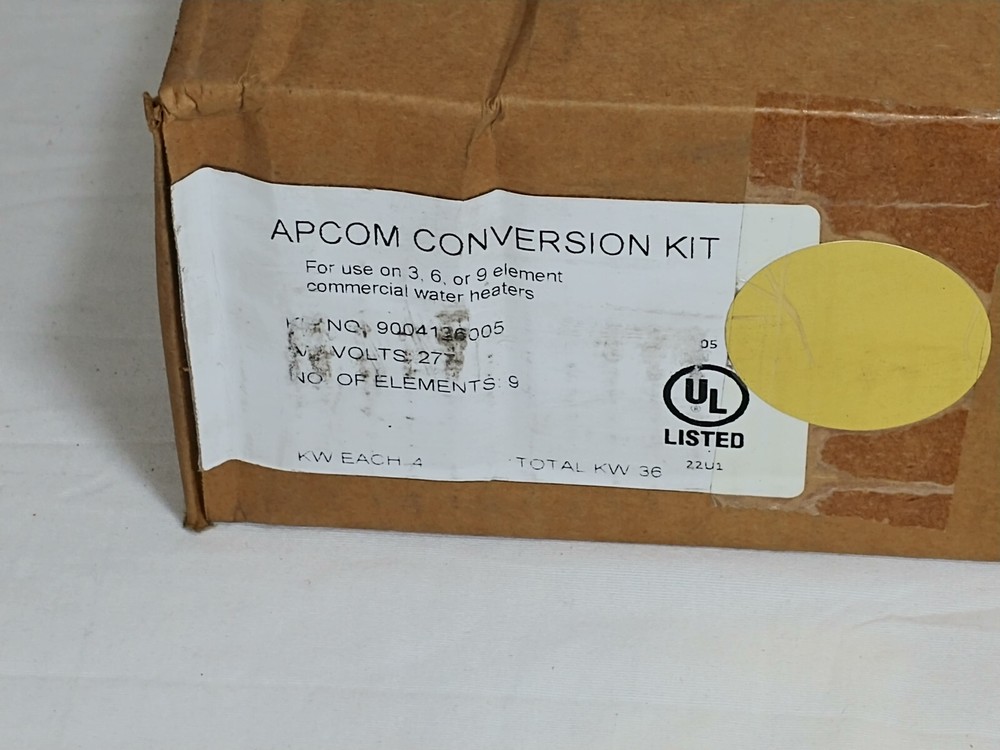 APCOM CONVERSION KIT
For use on 3, 6, or 9 element
commercial water heaters
NO. 9004136005
VOLTS: 277
NO. OF ELEMENTS: 9
05
UL
LISTED
KW EACH 4 TOTAL KW 36 22U1